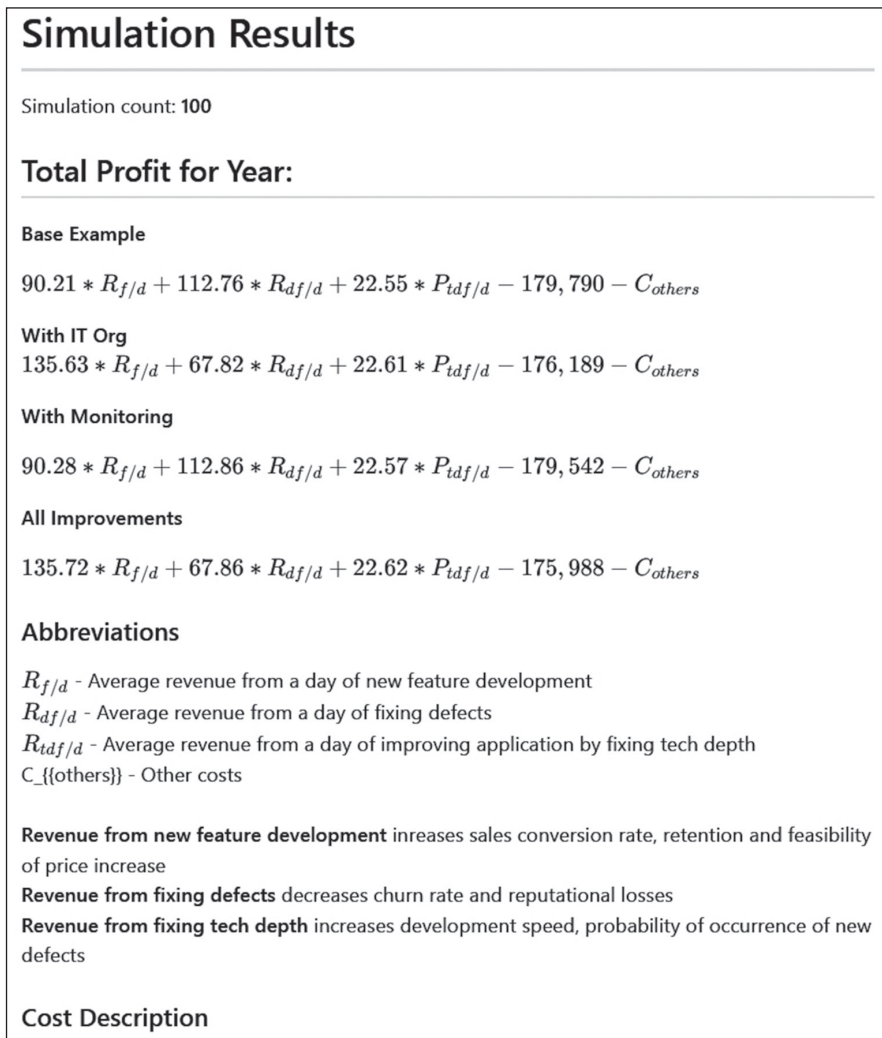 Simulation Results
Simulation count: 100
Total Profit for Year:
Base Example
90.21 * R_{f/d} + 112.76 * R_{df/d} + 22.55 * P_{tdf/d} − 179,790 − C_{others}
With IT Org
135.63 * R_{f/d} + 67.82 * R_{df/d} + 22.61 * P_{tdf/d} − 176,189 − C_{others}
With Monitoring
90.28 * R_{f/d} + 112.86 * R_{df/d} + 22.57 * P_{tdf/d} − 179,542 − C_{others}
All Improvements
135.72 * R_{f/d} + 67.86 * R_{df/d} + 22.62 * P_{tdf/d} − 175,988 − C_{others}
Abbreviations
R_{f/d} - Average revenue from a day of new feature development
R_{df/d} - Average revenue from a day of fixing defects
R_{tdf/d} - Average revenue from a day of improving application by fixing tech depth
C_{{others}} - Other costs
Revenue from new feature development inreases sales conversion rate, retention and feasibility
of price increase
Revenue from fixing defects decreases churn rate and reputational losses
Revenue from fixing tech depth increases development speed, probability of occurrence of new
defects
Cost Description